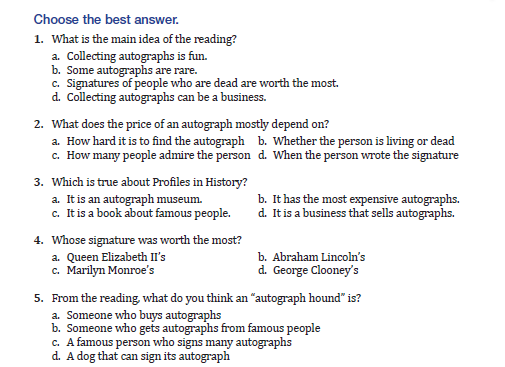 Choose the best answer.
1. What is the main idea of the reading?
a. Collecting autographs is fun.
b. Some autographs are rare.
c. Signatures of people who are dead are worth the most.
d. Collecting autographs can be a business.
2. What does the price of an autograph mostly depend on?
a. How hard it is to find the autograph b. Whether the person is living or dead
c. How many people admire the person d. When the person wrote the signature
3. Which is true about Profiles in History?
a. It is an autograph museum. b. It has the most expensive autographs.
c. It is a book about famous people. d. It is a business that sells autographs.
4. Whose signature was worth the most?
a. Queen Elizabeth II's b. Abraham Lincoln's
c. Marilyn Monroe's d. George Clooney's
5. From the reading, what do you think an "autograph hound" is?
a. Someone who buys autographs
b. Someone who gets autographs from famous people
c. A famous person who signs many autographs
d. A dog that can sign its autograph